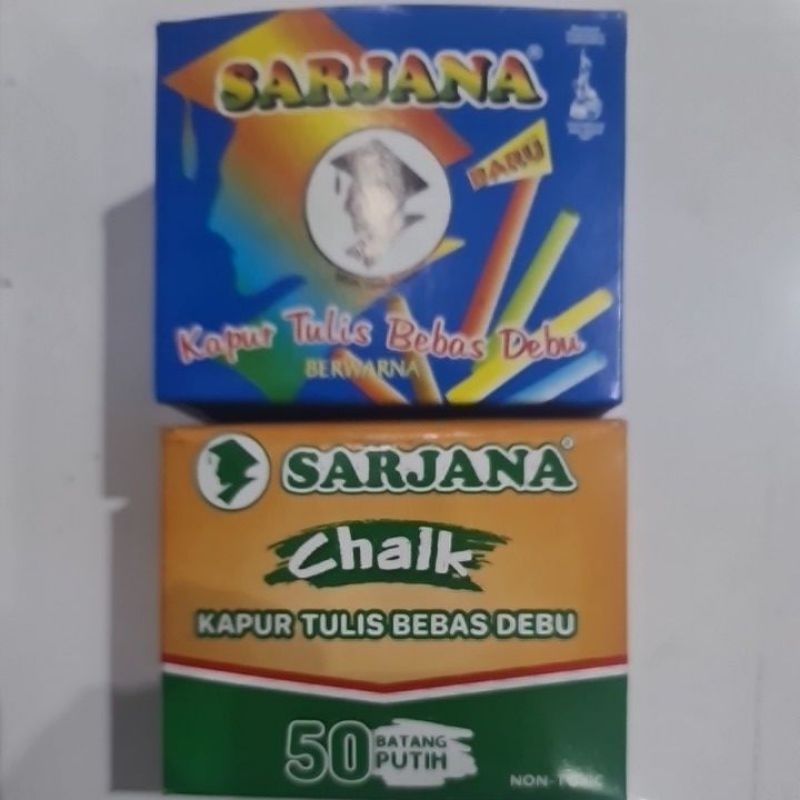 SARJANA®
BARU
Kapur Tulis Bebas Debu
BERWARNA
SARJANA®
Chalk
KAPUR TULIS BEBAS DEBU
50 BATANG
PUTIH
NON-TOXIC